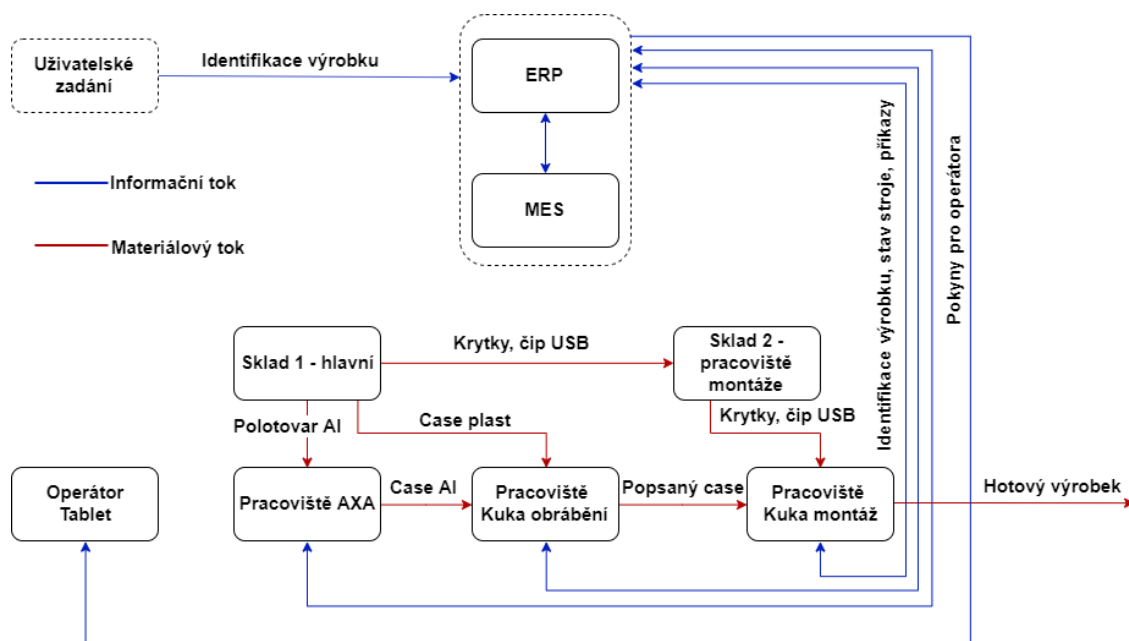 Uživatelské
zadání
Identifikace výrobku
ERP
MES
Informační tok
Materiálový tok
Identifikace výrobku, stav stroje, příkazy
Pokyny pro operátora
Sklad 1 - hlavní
Krytky, čip USB
Sklad 2 -
pracoviště
montáže
Polotovar Al
Case plast
Krytky, čip USB
Operátor
Tablet
Pracoviště AXA
Case Al
Pracoviště
Kuka obrábění
Popsaný case
Pracoviště
Kuka montáž
Hotový výrobek